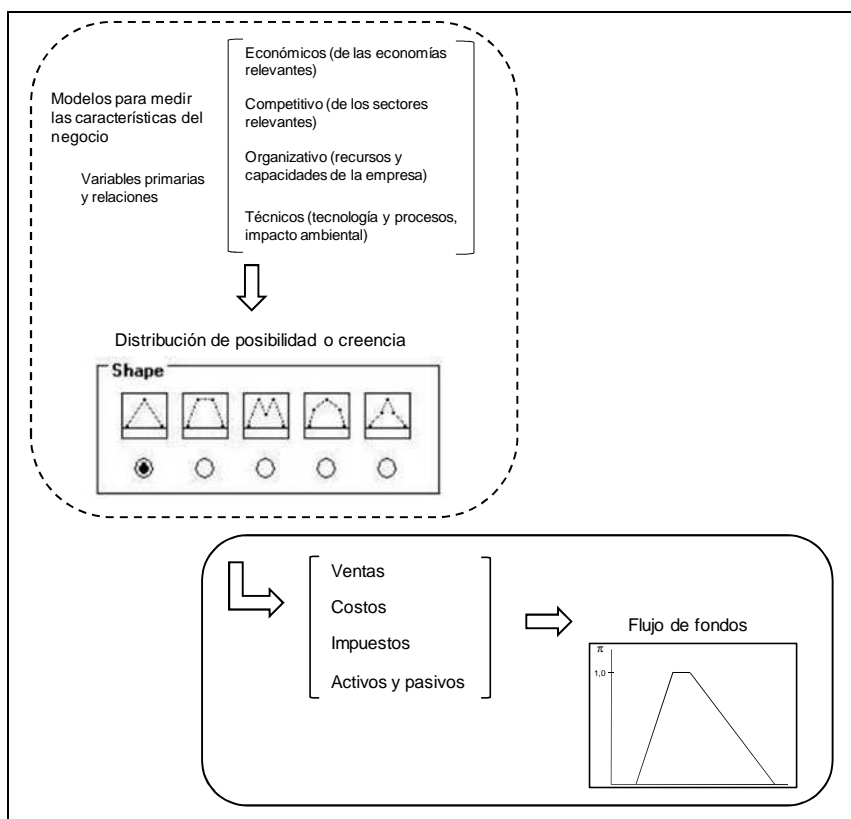 Económicos (de las economías
relevantes)
Modelos para medir
las características del
negocio
Competitivo (de los sectores
relevantes)
Organizativo (recursos y
capacidades de la empresa)
Variables primarias
y relaciones
Técnicos (tecnología y procesos,
impacto ambiental)
Distribución de posibilidad o creencia
Shape
Ventas
Costos
Impuestos
Activos y pasivos
Flujo de fondos
π
1,0